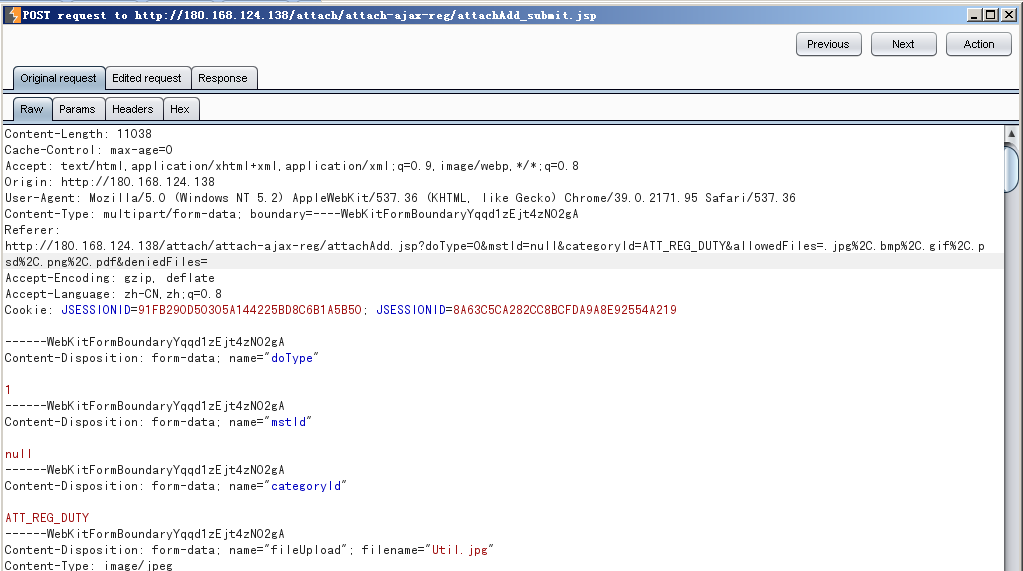 POST request to http://180.168.124.138/attach/attach-ajax-reg/attachAdd_submit.jsp
Previous
Next
Action
Original request
Edited request
Response
Raw
Params
Headers
Hex
Content-Length: 11038
Cache-Control: max-age=0
Accept: text/html,application/xhtml+xml,application/xml;q=0.9,image/webp,*/*;q=0.8
Origin: http://180.168.124.138
User-Agent: Mozilla/5.0 (Windows NT 5.2) AppleWebKit/537.36 (KHTML, like Gecko) Chrome/39.0.2171.95 Safari/537.36
Content-Type: multipart/form-data; boundary=----WebKitFormBoundaryYqqd1zEjt4zNO2gA
Referer:
http://180.168.124.138/attach/attach-ajax-reg/attachAdd.jsp?doType=0&mstId=null&categoryId=ATT_REG_DUTY&allowedFiles=.jpg%2C.bmp%2C.gif%2C.p
sd%2C.png%2C.pdf&deniedFiles=
Accept-Encoding: gzip, deflate
Accept-Language: zh-CN,zh;q=0.8
Cookie: JSESSIONID=91FB290D50305A144225BD8C6B1A5B50; JSESSIONID=8A63C5CA282CC8BCFDA9A8E92554A219
------WebKitFormBoundaryYqqd1zEjt4zNO2gA
Content-Disposition: form-data; name="doType"
1
------WebKitFormBoundaryYqqd1zEjt4zNO2gA
Content-Disposition: form-data; name="mstId"
null
------WebKitFormBoundaryYqqd1zEjt4zNO2gA
Content-Disposition: form-data; name="categoryId"
ATT_REG_DUTY
------WebKitFormBoundaryYqqd1zEjt4zNO2gA
Content-Disposition: form-data; name="fileUpload"; filename="Util.jpg"
Content-Type: image/jpeg